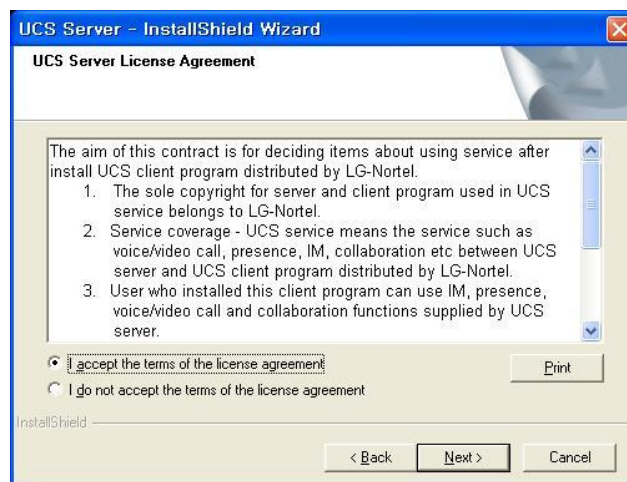 UCS Server - InstallShield Wizard
UCS Server License Agreement
The aim of this contract is for deciding items about using service after
install UCS client program distributed by LG-Nortel.
1. The sole copyright for server and client program used in UCS
service belongs to LG-Nortel.
2. Service coverage - UCS service means the service such as
voice/video call, presence, IM, collaboration etc between UCS
server and UCS client program distributed by LG-Nortel.
3. User who installed this client program can use IM, presence,
voice/video call and collaboration functions supplied by UCS
server.
I accept the terms of the license agreement
Print
I do not accept the terms of the license agreement
InstallShield
< Back
Next >
Cancel